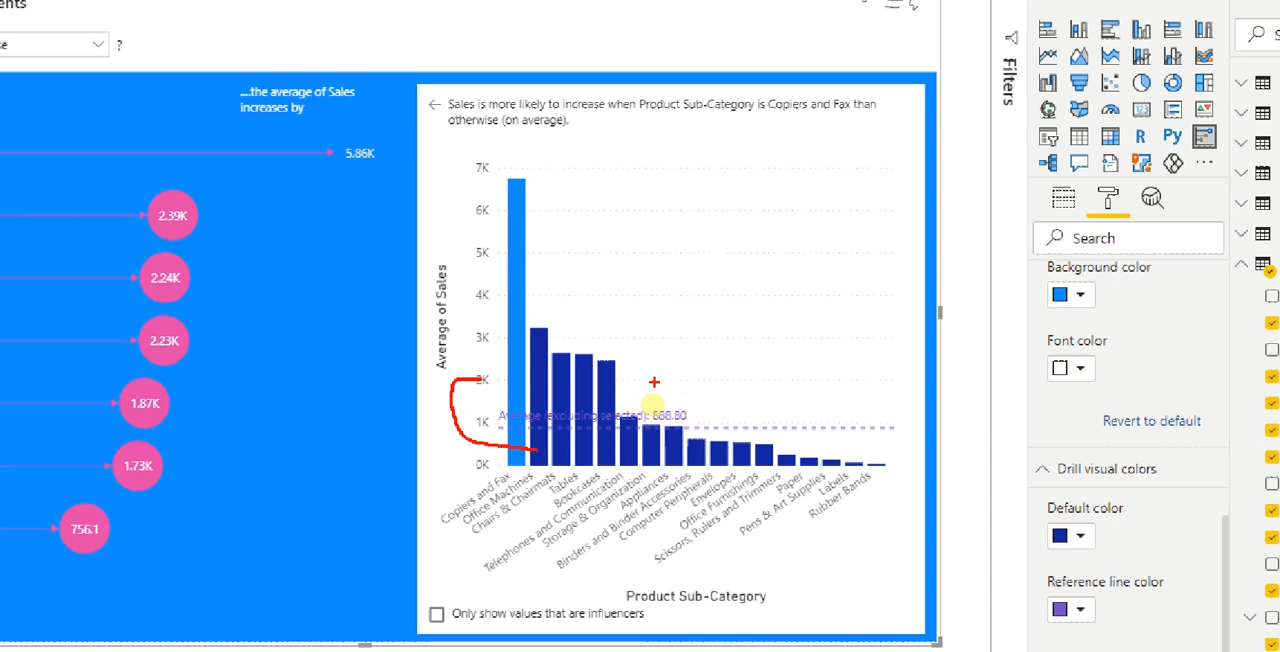 ents
se
?
....the average of Sales
increases by
5.86K
2.39K
2.24K
2.23K
1.87K
1.73K
756.1
Sales is more likely to increase when Product Sub-Category is Copiers and Fax than
otherwise (on average).
7K
6K
5K
4K
3K
2K
1K
0K
Average of Sales
Average (excluding selected): 888.80
Copiers and Fax
Office Machines
Chairs & Chairmats
Tables
Bookcases
Telephones and Communication
Storage & Organization
Appliances
Binders and Binder Accessories
Computer Peripherals
Envelopes
Office Furnishings
Scissors, Rulers and Trimmers
Paper
Pens & Art Supplies
Labels
Rubber Bands
Product Sub-Category
Only show values that are influencers
Filters
R
Py
123
...
Search
Background color
Font color
Revert to default
Drill visual colors
Default color
Reference line color
S